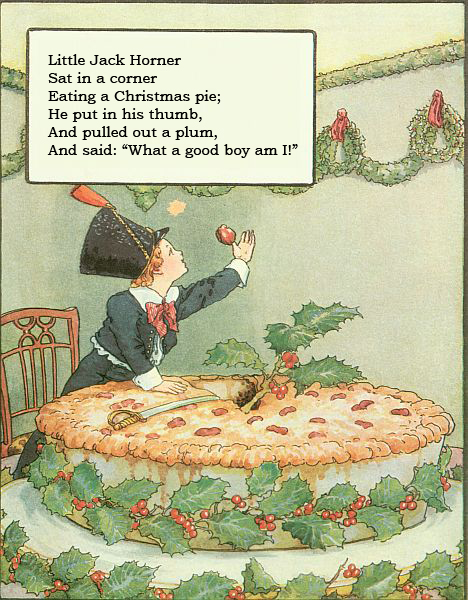 Little Jack Horner
Sat in a corner
Eating a Christmas pie;
He put in his thumb,
And pulled out a plum,
And said: “What a good boy am I!”